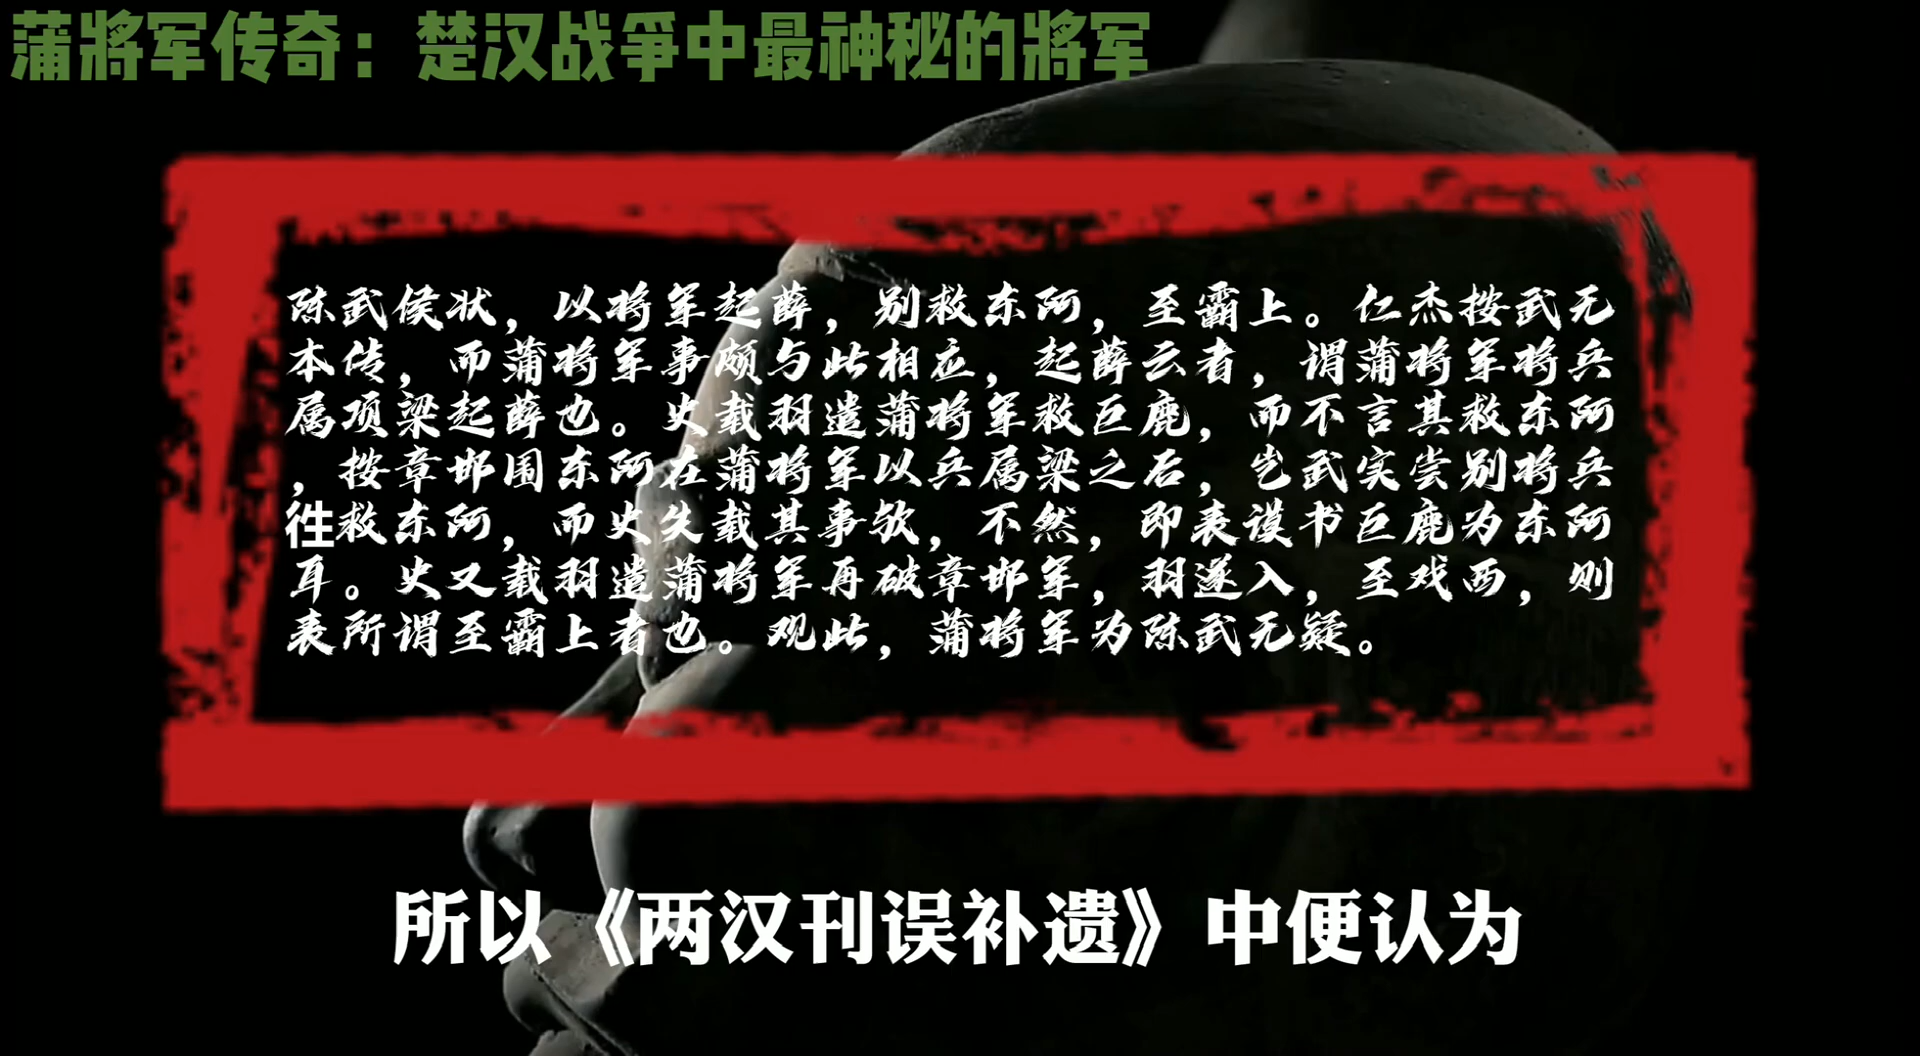 蒲將军传奇：楚汉战爭中最神秘的將军
陈武侯状，以将军起薛，别救东阿，至霸上。仁杰按武无
本传，而蒲将军事颇与此相应，起薛云者，谓蒲将军将兵
属项梁起薛也。史载羽遣蒲将军救巨鹿，而不言其救东阿
，按章邯围东阿在蒲将军以兵属梁之后，岂武实尝别将兵
往救东阿，而史失载其事欤，不然，即表误书巨鹿为东阿
耳。史又载羽遣蒲将军再破章邯军，羽遂入，至戏西，则
表所谓至霸上者也。观此，蒲将军为陈武无疑。
所以《两汉刊误补遗》中便认为